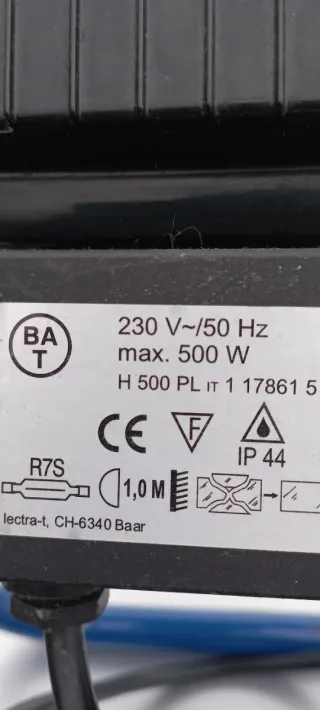 BA
T
230 V~/50 Hz
max. 500 W
H 500 PL IT 1 17861 5
CE
F
IP 44
R7S
1,0 M
lectra-t, CH-6340 Baar